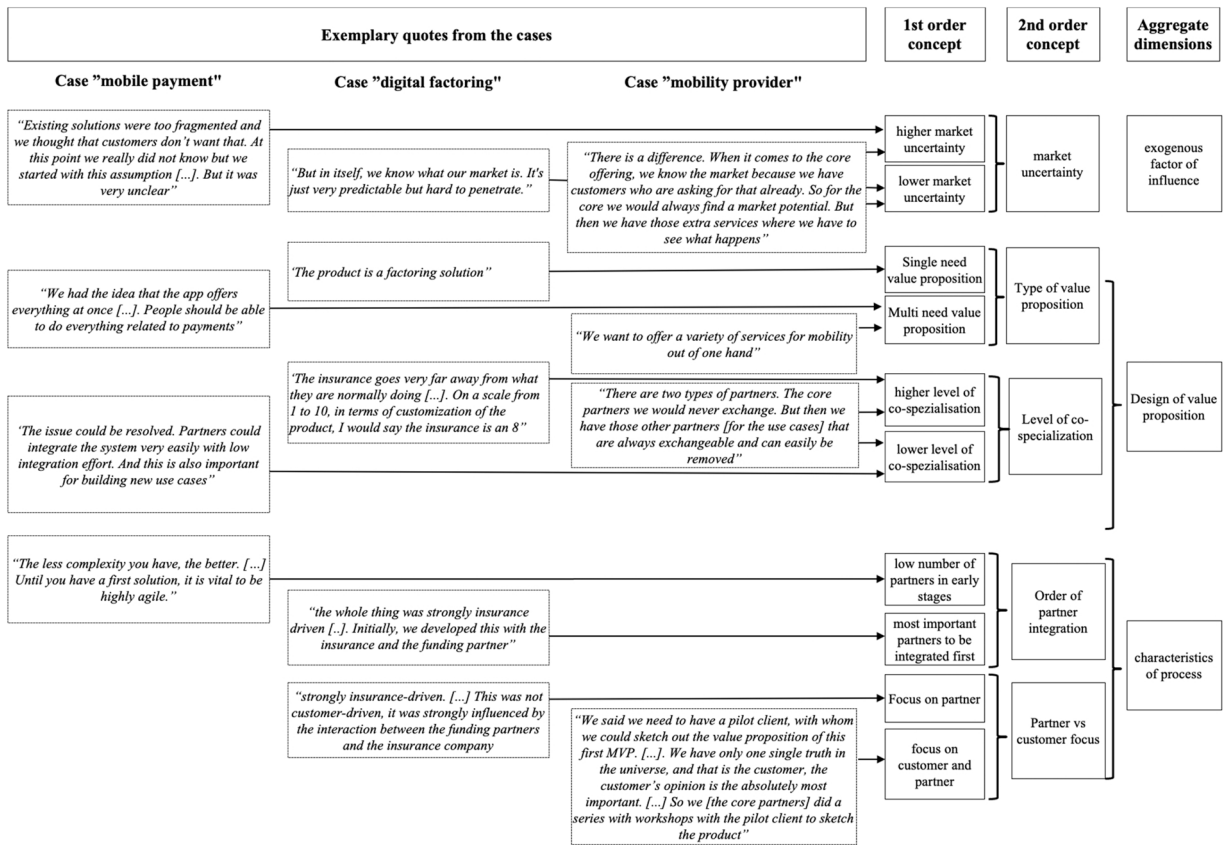 Exemplary quotes from the cases
1st order
concept
2nd order
concept
Aggregate
dimensions
Case ”mobile payment"
Case ”digital factoring"
Case ”mobility provider"
“Existing solutions were too fragmented and
we thought that customers don’t want that. At
this point we really did not know but we
started with this assumption [...]. But it was
very unclear”
“But in itself, we know what our market is. It's
just very predictable but hard to penetrate.”
“There is a difference. When it comes to the core
offering, we know the market because we have
customers who are asking for that already. So for the
core we would always find a market potential. But
then we have those extra services where we have to
see what happens”
higher market
uncertainty
lower market
uncertainty
market
uncertainty
exogenous
factor of
influence
‘The product is a factoring solution”
“We had the idea that the app offers
everything at once [...]. People should be able
to do everything related to payments”
“We want to offer a variety of services for mobility
out of one hand”
Single need
value proposition
Multi need value
proposition
Type of value
proposition
‘The insurance goes very far away from what
they are normally doing [...]. On a scale from
1 to 10, in terms of customization of the
product, I would say the insurance is an 8”
“There are two types of partners. The core
partners we would never exchange. But then we
have those other partners [for the use cases] that
are always exchangeable and can easily be
removed”
‘The issue could be resolved. Partners could
integrate the system very easily with low
integration effort. And this is also important
for building new use cases”
higher level of
co-spezialisation
lower level of
co-spezialisation
Level of co-
specialization
Design of value
proposition
“The less complexity you have, the better. [...]
Until you have a first solution, it is vital to be
highly agile.”
“the whole thing was strongly insurance
driven [..]. Initially, we developed this with the
insurance and the funding partner”
low number of
partners in early
stages
most important
partners to be
integrated first
Order of
partner
integration
“strongly insurance-driven. [...] This was not
customer-driven, it was strongly influenced by
the interaction between the funding partners
and the insurance company
“We said we need to have a pilot client, with whom
we could sketch out the value proposition of this
first MVP. [...]. We have only one single truth in
the universe, and that is the customer, the
customer’s opinion is the absolutely most
important. [...] So we [the core partners] did a
series with workshops with the pilot client to sketch
the product”
Focus on partner
focus on
customer and
partner
Partner vs
customer focus
characteristics
of process